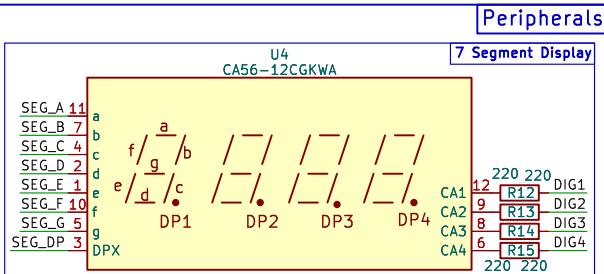 Peripherals
7 Segment Display
U4
CA56-12CGKWA
SEG_A 11 a
SEG_B 7 b
SEG_C 4 c
SEG_D 2 d
SEG_E 1 e
SEG_F 10 f
SEG_G 5 g
SEG_DP 3 DPX
a
f b
g
e d c
DP1 DP2 DP3 DP4
220 220
CA1 12 R12 DIG1
CA2 9 R13 DIG2
CA3 8 R14 DIG3
CA4 6 R15 DIG4
220 220